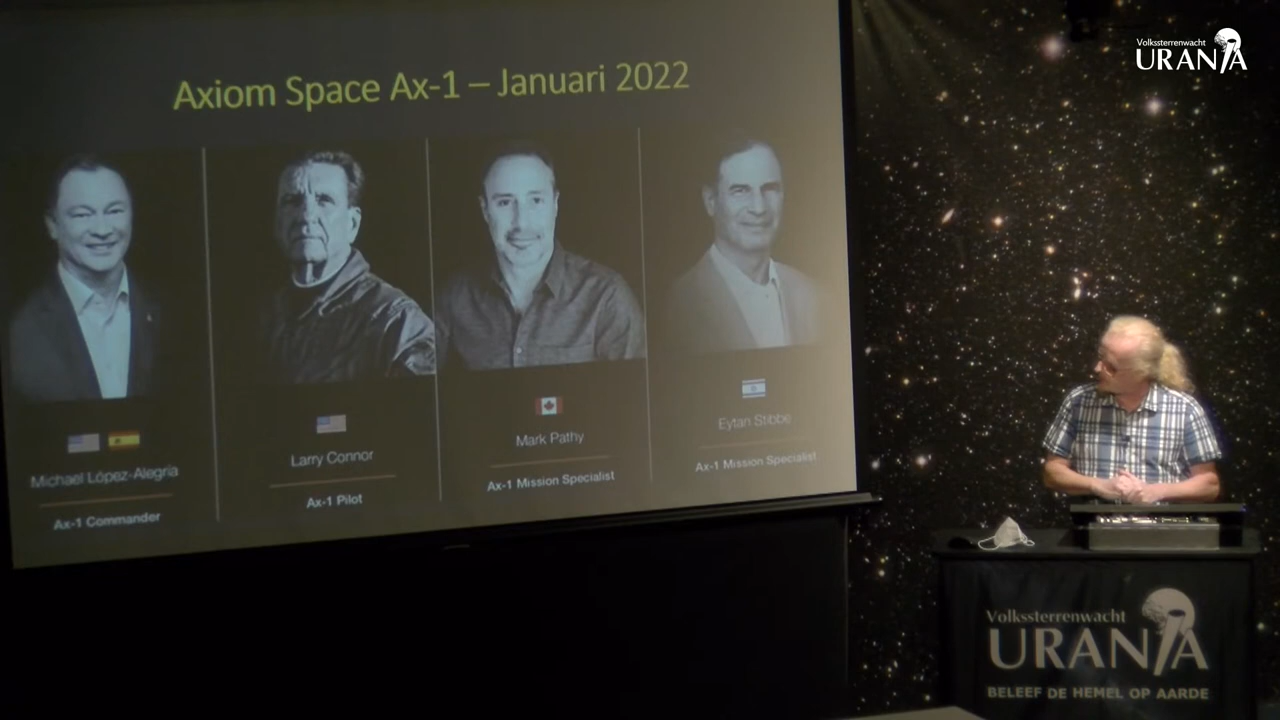 Axiom Space Ax-1 – Januari 2022
Michael López-Alegría
Ax-1 Commander
Larry Connor
Ax-1 Pilot
Mark Pathy
Ax-1 Mission Specialist
Eytan Stibbe
Ax-1 Mission Specialist
Volkssterrenwacht
URANIA
Volkssterrenwacht
URANIA
BELEEF DE HEMEL OP AARDE